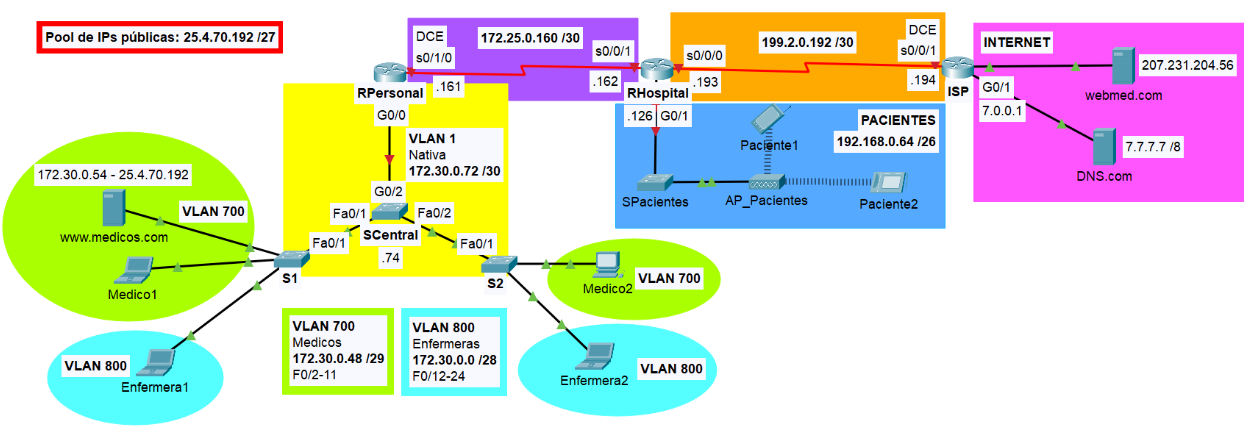 Pool de IPs públicas: 25.4.70.192 /27
DCE
s0/1/0
172.25.0.160 /30
s0/0/1
.161
.162
RPersonal
G0/0
199.2.0.192 /30
s0/0/0
DCE
s0/0/1
.193
.194
RHospital
ISP
INTERNET
207.231.204.56
webmed.com
G0/1
7.0.0.1
7.7.7.7 /8
DNS.com
.126
G0/1
PACIENTES
192.168.0.64 /26
Paciente1
SPacientes
AP_Pacientes
Paciente2
VLAN 1
Nativa
172.30.0.72 /30
G0/2
Fa0/1
Fa0/2
SCentral
.74
Fa0/1
Fa0/1
S1
S2
172.30.0.54 - 25.4.70.192
VLAN 700
www.medicos.com
Medico1
VLAN 800
Enfermera1
Medico2
VLAN 700
Enfermera2
VLAN 800
VLAN 700
Medicos
172.30.0.48 /29
F0/2-11
VLAN 800
Enfermeras
172.30.0.0 /28
F0/12-24